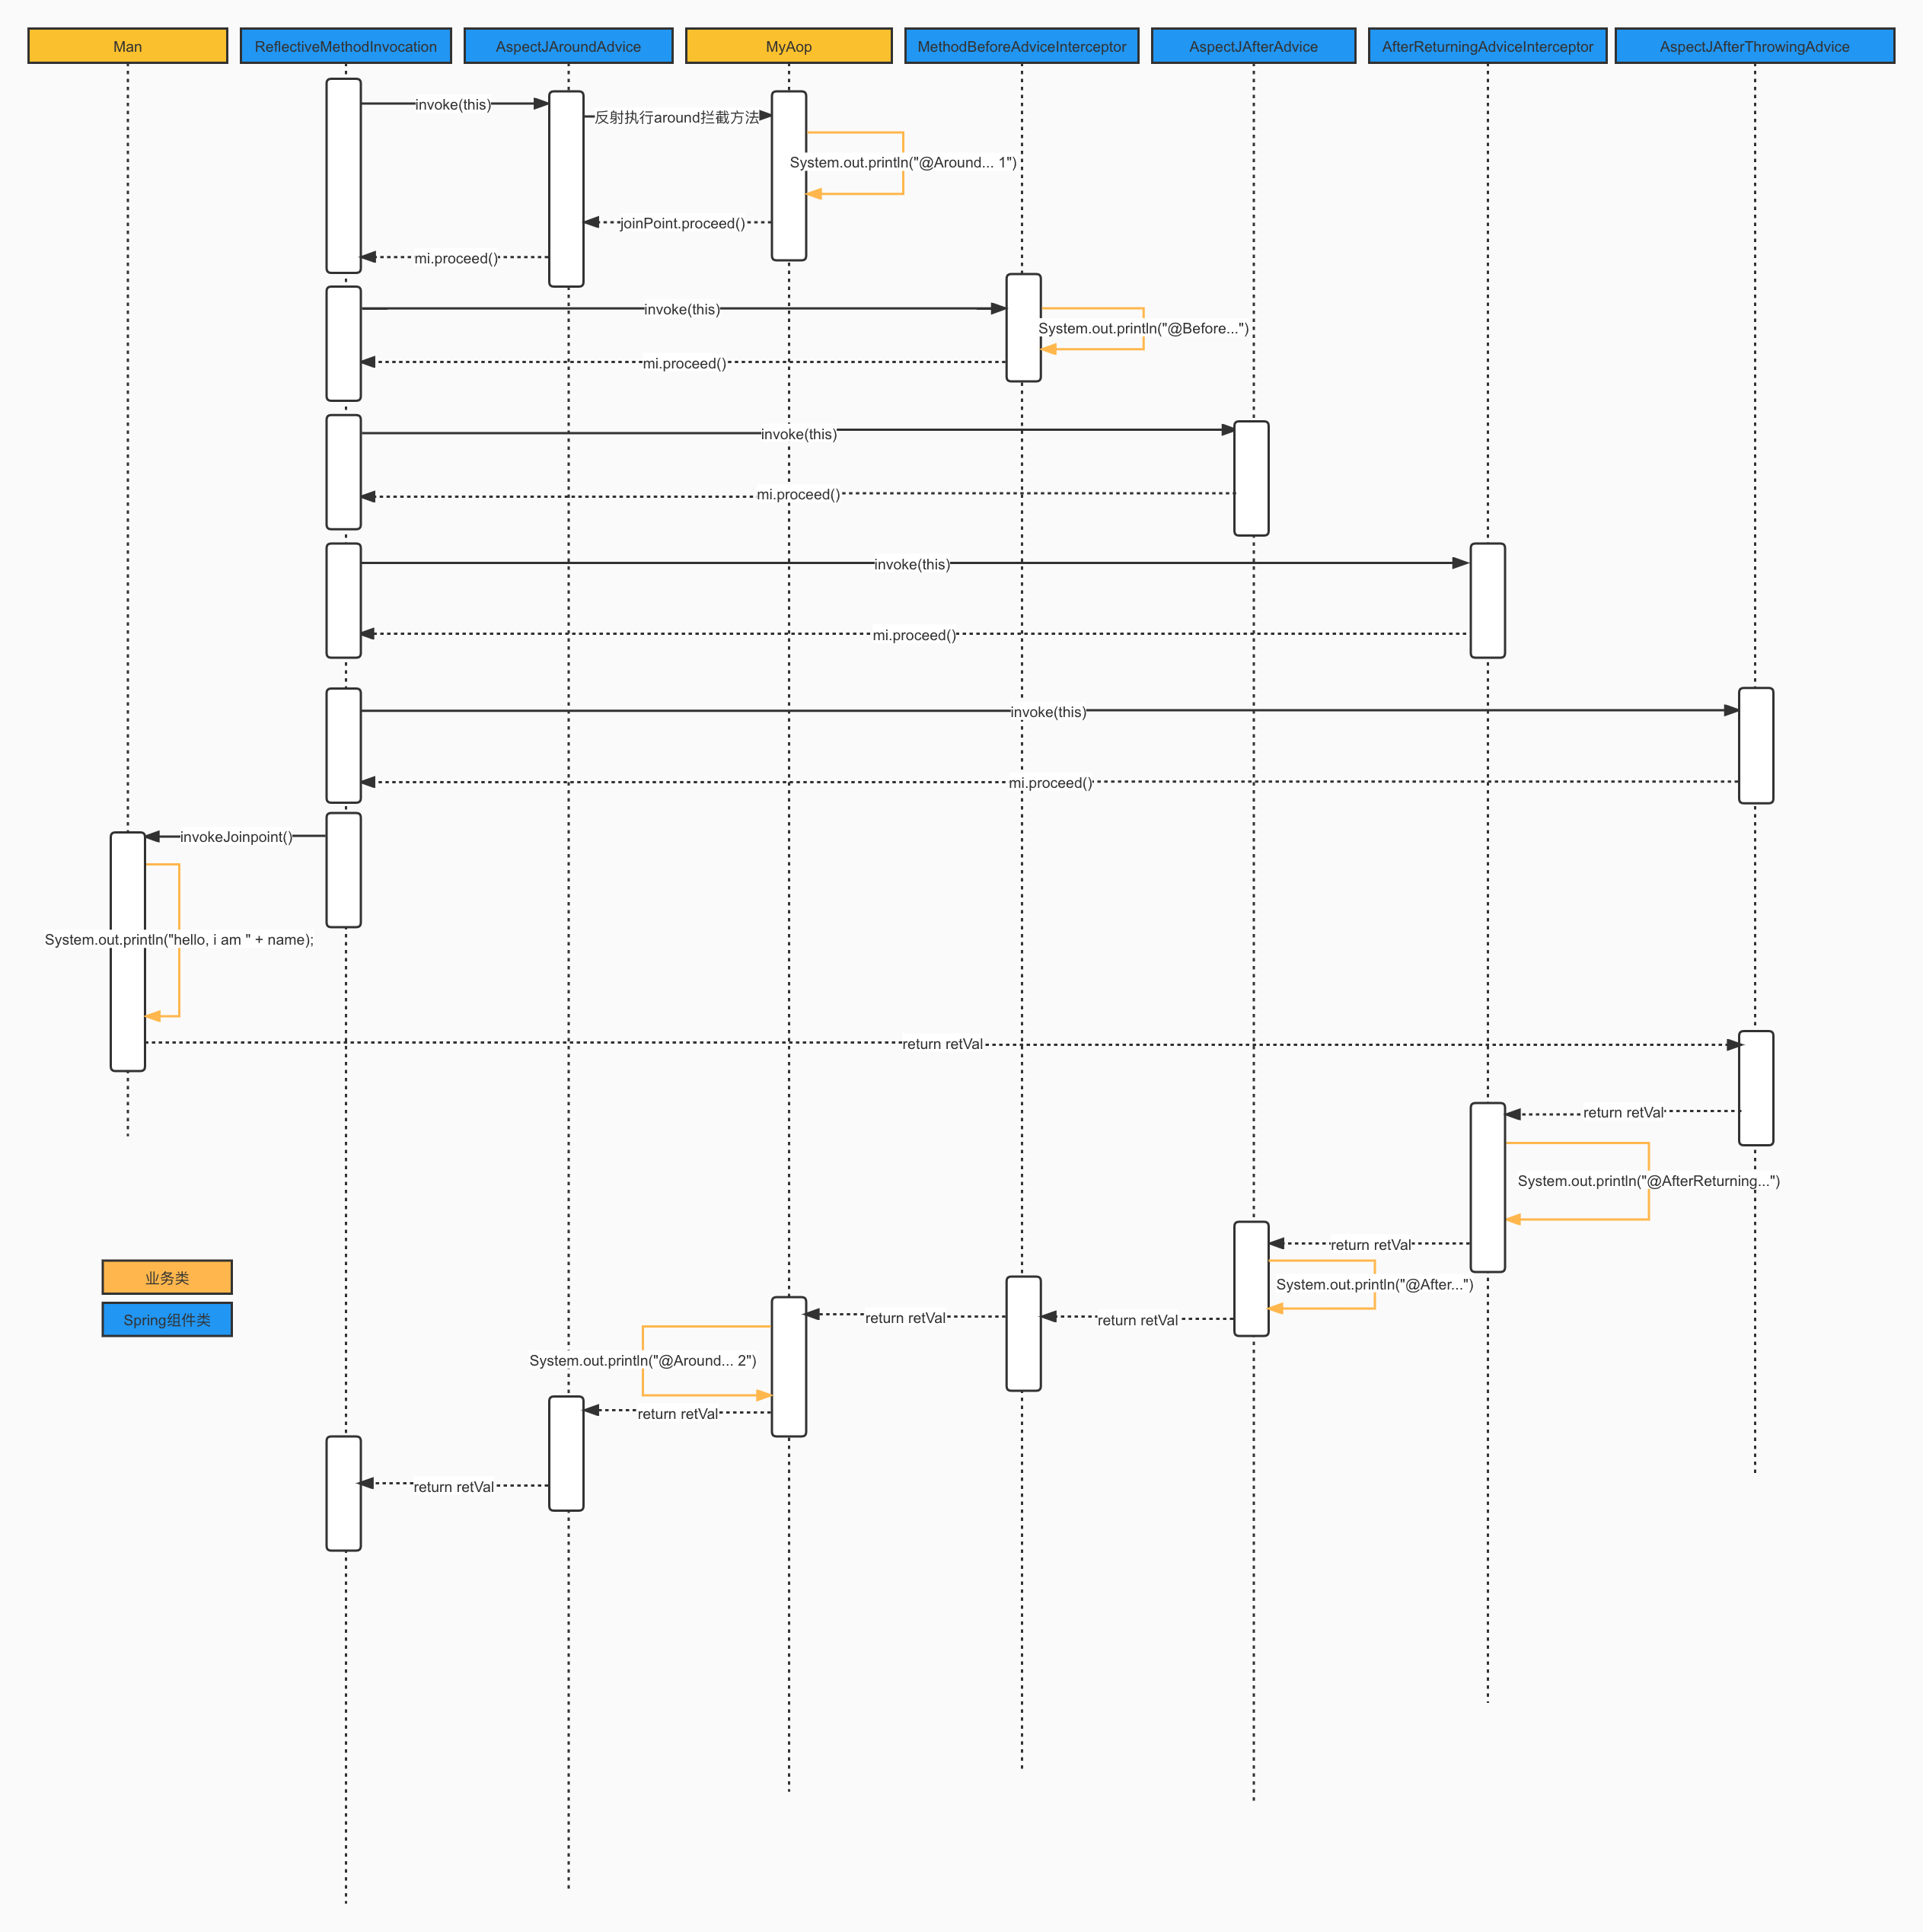 Man
ReflectiveMethodInvocation
AspectJAroundAdvice
MyAop
MethodBeforeAdviceInterceptor
AspectJAfterAdvice
AfterReturningAdviceInterceptor
AspectJAfterThrowingAdvice
invoke(this)
反射执行around拦截方法
System.out.println("@Around... 1")
joinPoint.proceed()
mi.proceed()
invoke(this)
System.out.println("@Before...")
mi.proceed()
invoke(this)
mi.proceed()
invoke(this)
mi.proceed()
invoke(this)
mi.proceed()
invokeJoinpoint()
System.out.println("hello, i am " + name);
return retVal
return retVal
System.out.println("@AfterReturning...")
return retVal
System.out.println("@After...")
return retVal
return retVal
System.out.println("@Around... 2")
return retVal
return retVal
业务类
Spring组件类